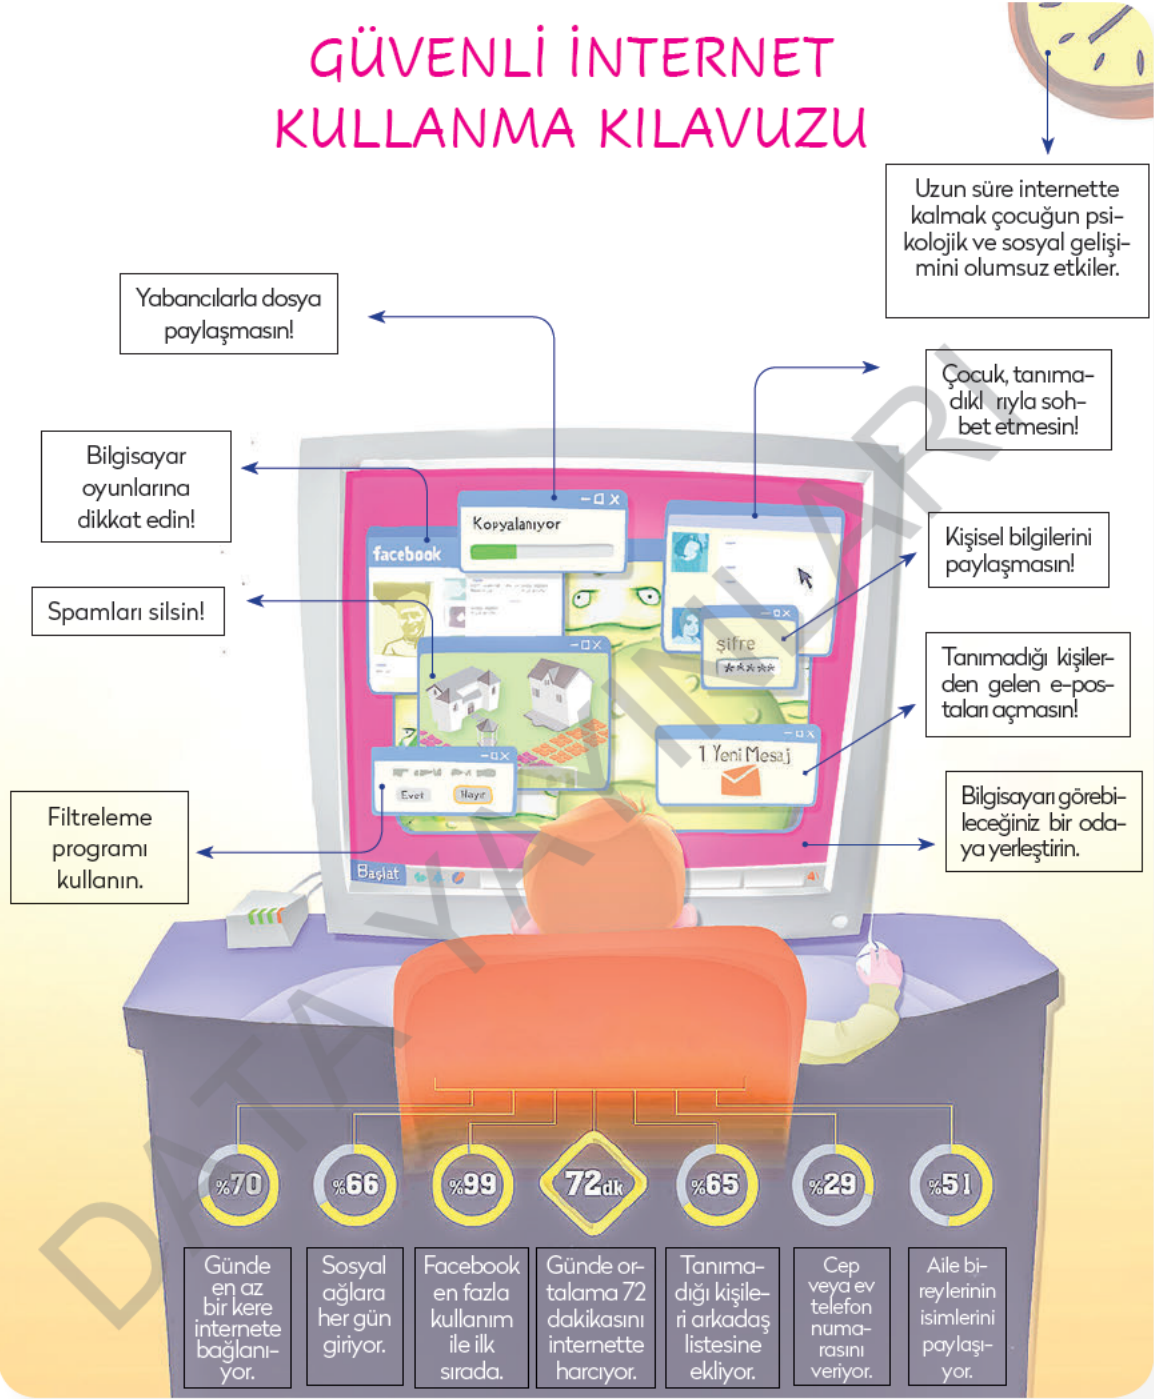 GÜVENLİ İNTERNET
KULLANMA KILAVUZU
Uzun süre internette
kalmak çocuğun psi-
kolojik ve sosyal gelişi-
mini olumsuz etkiler.
Yabancılarla dosya
paylaşmasın!
Çocuk, tanıma-
dıkl rıyla soh-
bet etmesin!
Bilgisayar
oyunlarına
dikkat edin!
Kişisel bilgilerini
paylaşmasın!
Spamları silsin!
Tanımadığı kişiler-
den gelen e-pos-
taları açmasın!
Filtreleme
programı
kullanın.
Bilgisayarı görebi-
leceğiniz bir oda-
ya yerleştirin.
Kopyalanıyor
facebook
şifre
*****
1 Yeni Mesaj
Evet
Hayır
Başlat
%70
%66
%99
72dk
%65
%29
%51
Günde
en az
bir kere
internete
bağlanı-
yor.
Sosyal
ağlara
her gün
giriyor.
Facebook
en fazla
kullanım
ile ilk
sırada.
Günde or-
talama 72
dakikasını
internette
harcıyor.
Tanıma-
dığı kişile-
ri arkadaş
listesine
ekliyor.
Cep
veya ev
telefon
numa-
rasını
veriyor.
Aile bi-
reylerinin
isimlerini
paylaşı-
yor.
DATA YAYINLARI